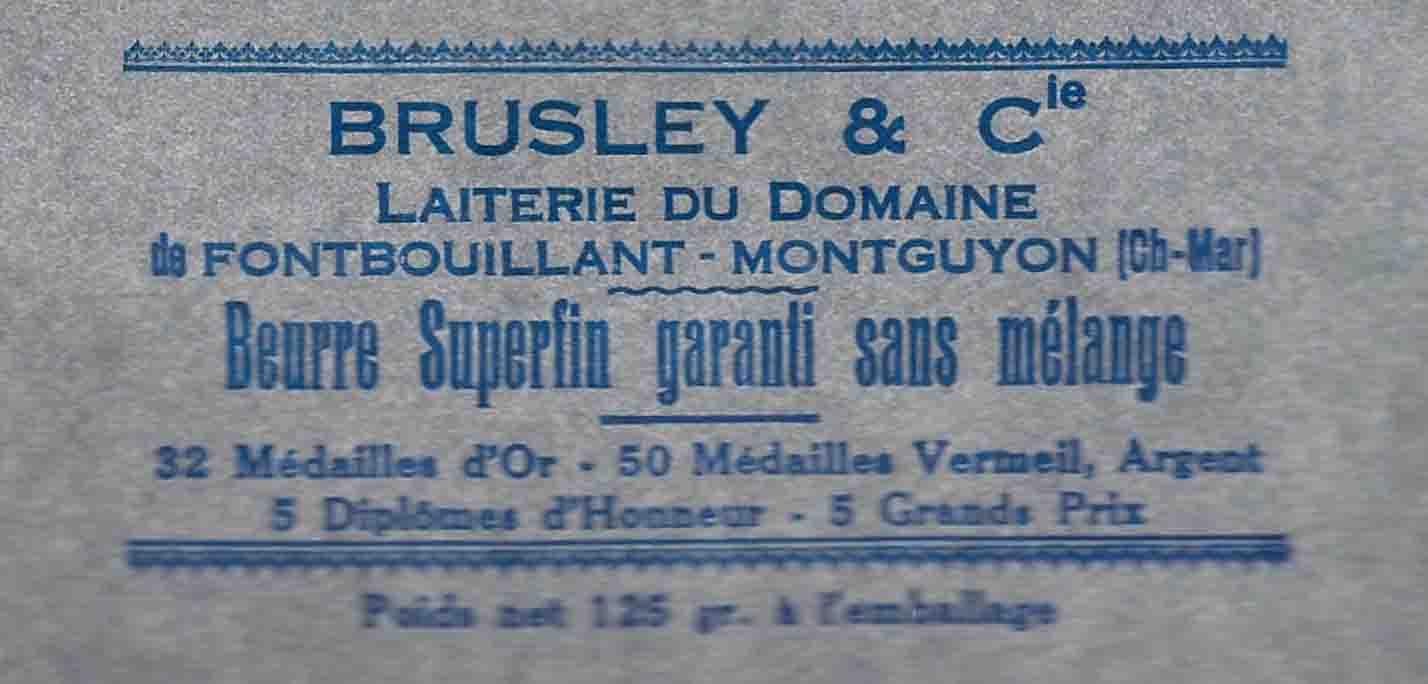 BRUSLEY & Cie
LAITERIE DU DOMAINE
de FONTBOUILLANT - MONTGUYON (Ch-Mar)
Beurre Superfin garanti sans mélange
32 Médailles d'Or - 50 Médailles Vermeil, Argent
5 Diplômes d'Honneur - 5 Grands Prix
Poids net 125 gr. à l'emballage